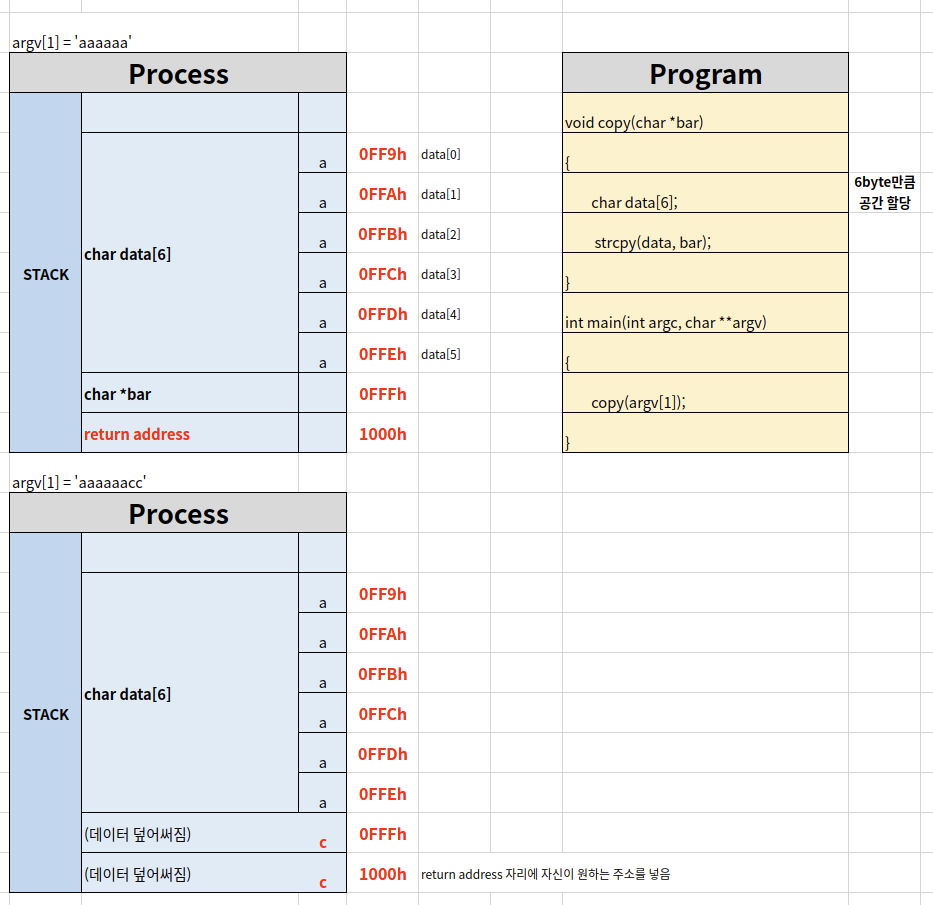 argv[1] = 'aaaaaa'
Process
Program
void copy(char *bar)
a 0FF9h data[0]
{
a 0FFAh data[1]
char data[6];
6byte만큼
공간 할당
a 0FFBh data[2]
strcpy(data, bar);
char data[6]
STACK
a 0FFCh data[3]
}
a 0FFDh data[4]
int main(int argc, char **argv)
a 0FFEh data[5]
{
char *bar 0FFFh
copy(argv[1]);
return address 1000h
}
argv[1] = 'aaaaaacc'
Process
a 0FF9h
a 0FFAh
a 0FFBh
char data[6]
STACK
a 0FFCh
a 0FFDh
a 0FFEh
(데이터 덮어써짐) c 0FFFh
(데이터 덮어써짐) c 1000h return address 자리에 자신이 원하는 주소를 넣음